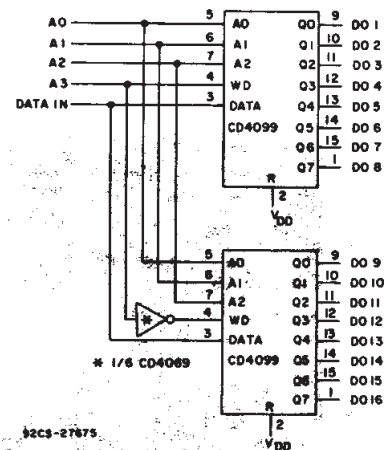 A0 5 A0 Q0 9 DO 1
A1 6 A1 Q1 10 DO 2
A2 7 A2 Q2 11 DO 3
A3 4 WD Q3 12 DO 4
DATA IN 3 DATA Q4 13 DO 5
CD4099 Q5 14 DO 6
Q6 15 DO 7
Q7 1 DO 8
R
2
VDD
5 A0 Q0 9 DO 9
6 A1 Q1 10 DO 10
7 A2 Q2 11 DO 11
* 4 WD Q3 12 DO 12
3 DATA Q4 13 DO 13
* 1/6 CD4069 CD4099 Q5 14 DO 14
Q6 15 DO 15
Q7 1 DO 16
R
2
VDD
92CS-27675